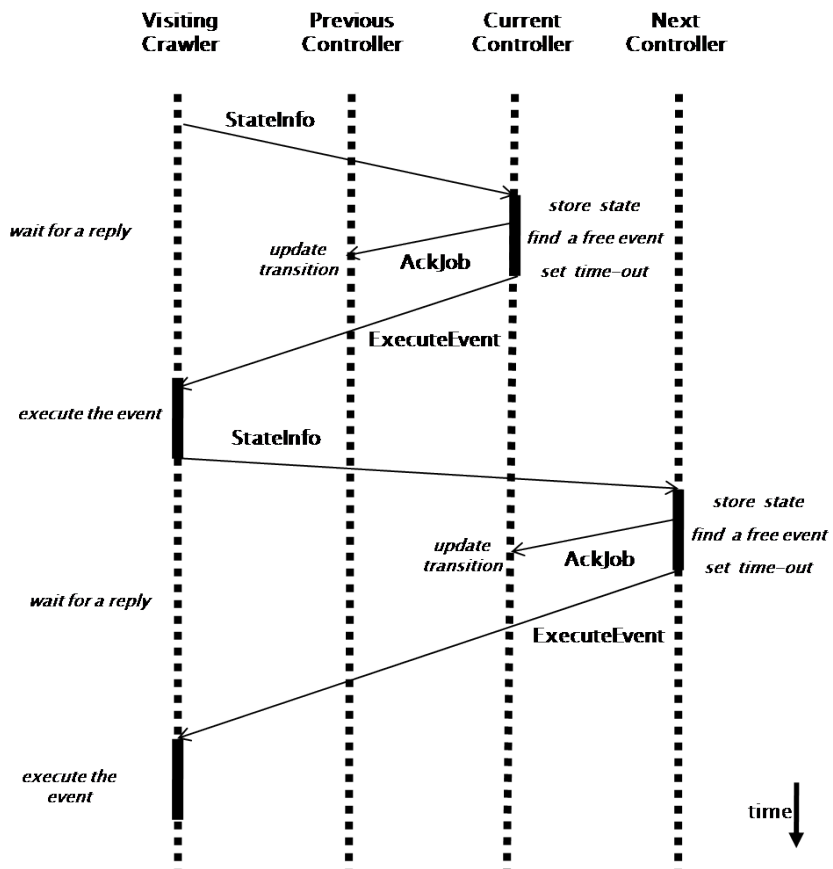 Visiting
Crawler
Previous
Controller
Current
Controller
Next
Controller
StateInfo
store state
wait for a reply
find a free event
update
transition
AckJob
set time-out
ExecuteEvent
execute the event
StateInfo
store state
find a free event
update
transition
AckJob
set time-out
wait for a reply
ExecuteEvent
execute the
event
time